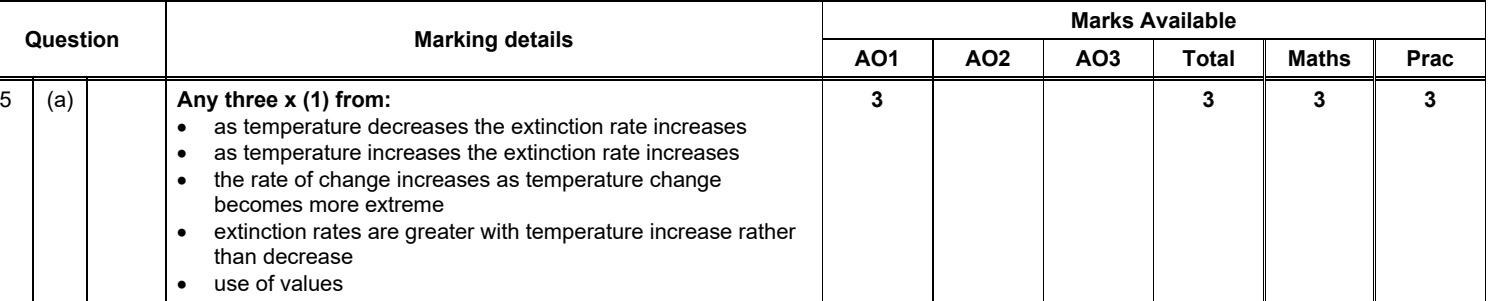 Question Marking details Marks Available
AO1 AO2 AO3 Total Maths Prac
5 (a) Any three x (1) from: 3 3 3 3
• as temperature decreases the extinction rate increases
• as temperature increases the extinction rate increases
• the rate of change increases as temperature change
becomes more extreme
• extinction rates are greater with temperature increase rather
than decrease
• use of values